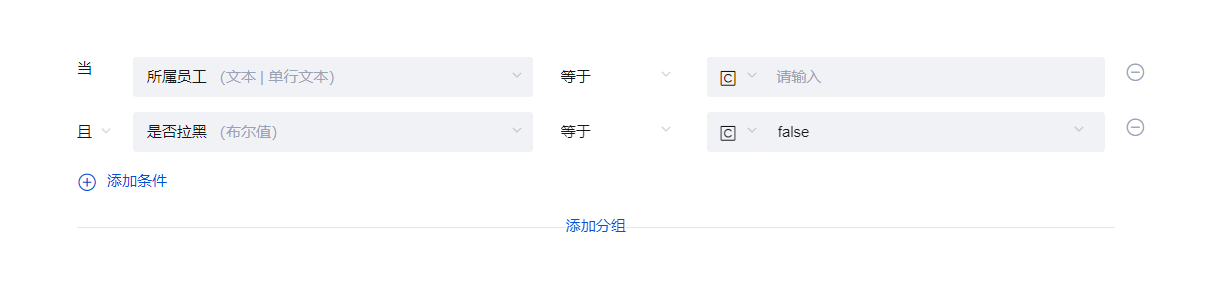 当 所属员工 (文本 | 单行文本) 等于 C 请输入
且 是否拉黑 (布尔值) 等于 C false
添加条件
添加分组